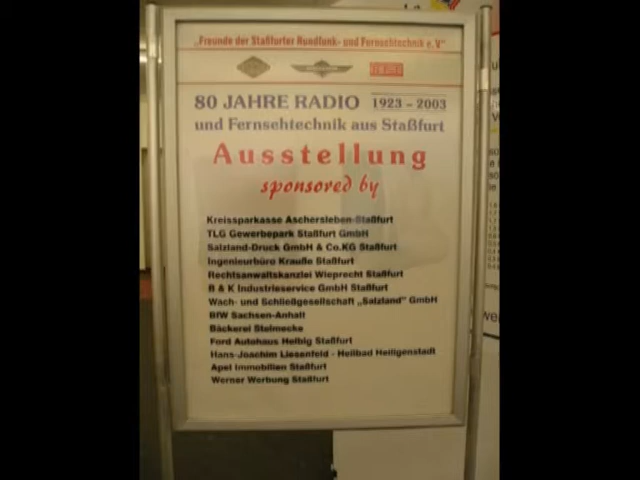 „Freunde der Staßfurter Rundfunk- und Fernsehtechnik e.V"
80 JAHRE RADIO 1923 – 2003
und Fernsehtechnik aus Staßfurt
Ausstellung
sponsored by
Kreissparkasse Aschersleben-Staßfurt
TLG Gewerbepark Staßfurt GmbH
Salzland-Druck GmbH & Co.KG Staßfurt
Ingenieurbüro Krauße Staßfurt
Rechtsanwaltskanzlei Wieprecht Staßfurt
B & K Industrieservice GmbH Staßfurt
Wach- und Schließgesellschaft „Salzland" GmbH
BfW Sachsen-Anhalt
Bäckerei Steimecke
Ford Autohaus Helbig Staßfurt
Hans-Joachim Liesenfeld - Heilbad Heiligenstadt
Apel Immobilien Staßfurt
Werner Werbung Staßfurt